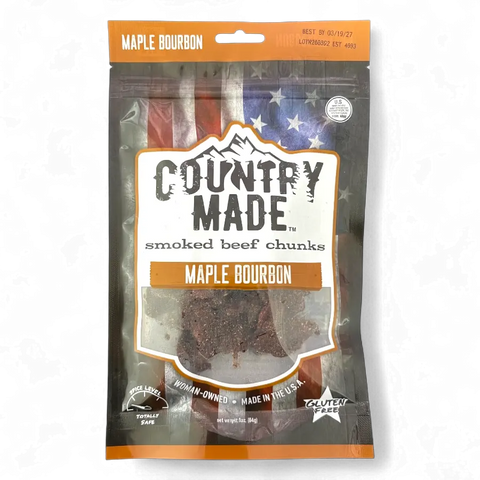 MAPLE BOURBON
BEST BY 03/19/27
COUNTRY
MADE™
smoked beef chunks
MAPLE BOURBON
WOMAN-OWNED • MADE IN THE U.S.A.
SPICE LEVEL
TOTALLY
SAFE
GLUTEN
FREE